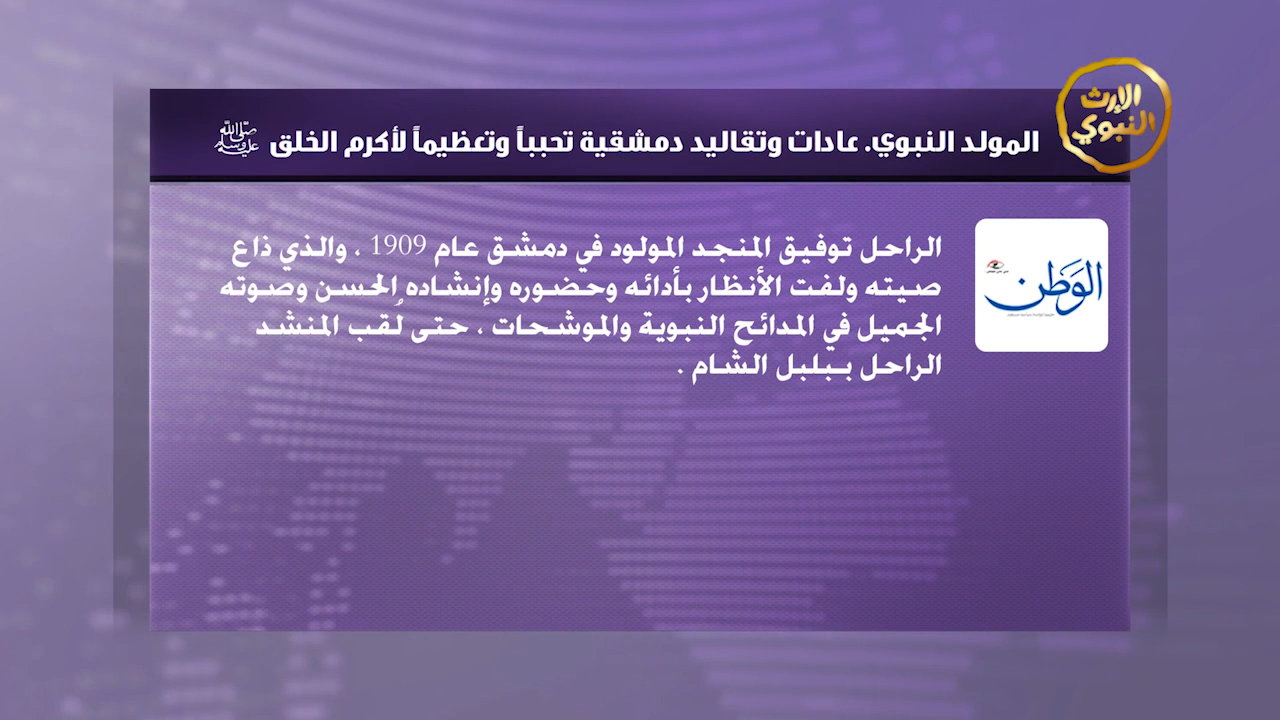 الإرث
النبوي
المولد النبوي. عادات وتقاليد دمشقية تحبباً وتعظيماً لأكرم الخلق ﷺ
الوَطَن
الراحل توفيق المنجد المولود في دمشق عام 1909 ، والذي ذاع
صيته ولفت الأنظار بأدائه وحضوره وإنشاده الحسن وصوته
الجميل في المدائح النبوية والموشحات ، حتى لُقب المنشد
الراحل ببلبل الشام .